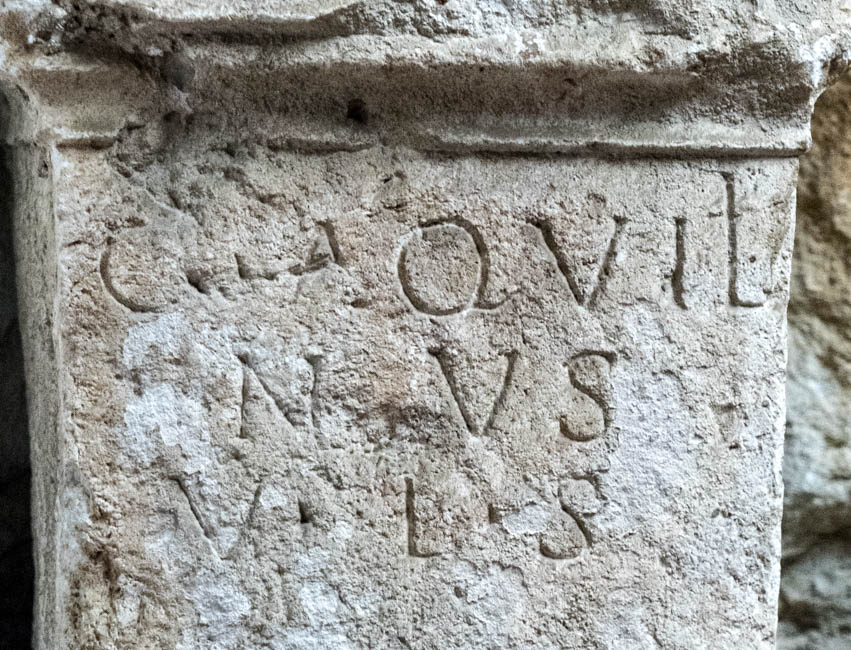 C · AQVIL
NVS
V · L · S